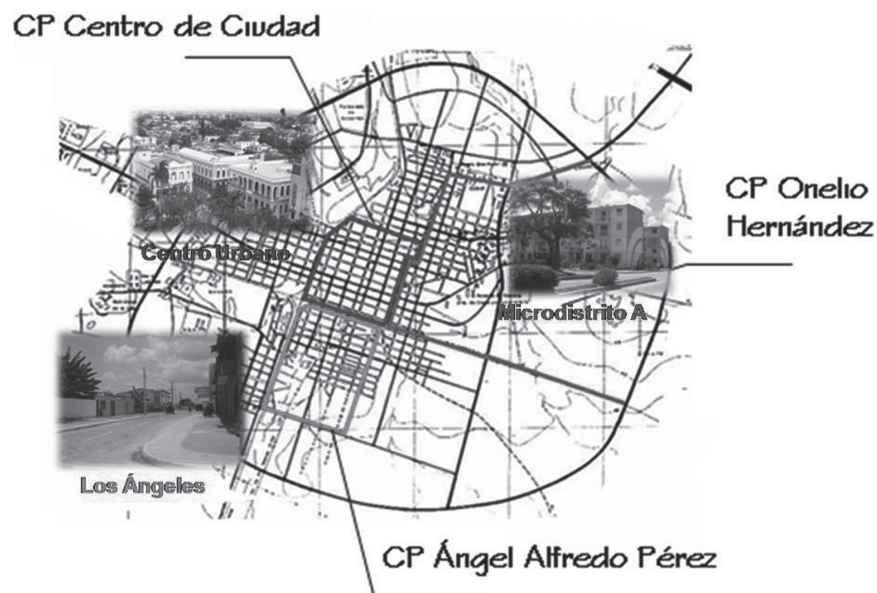 CP Centro de Ciudad
CP Onelio
Hernández
Centro Urbano
Microdistrito A
Los Ángeles
CP Ángel Alfredo Pérez